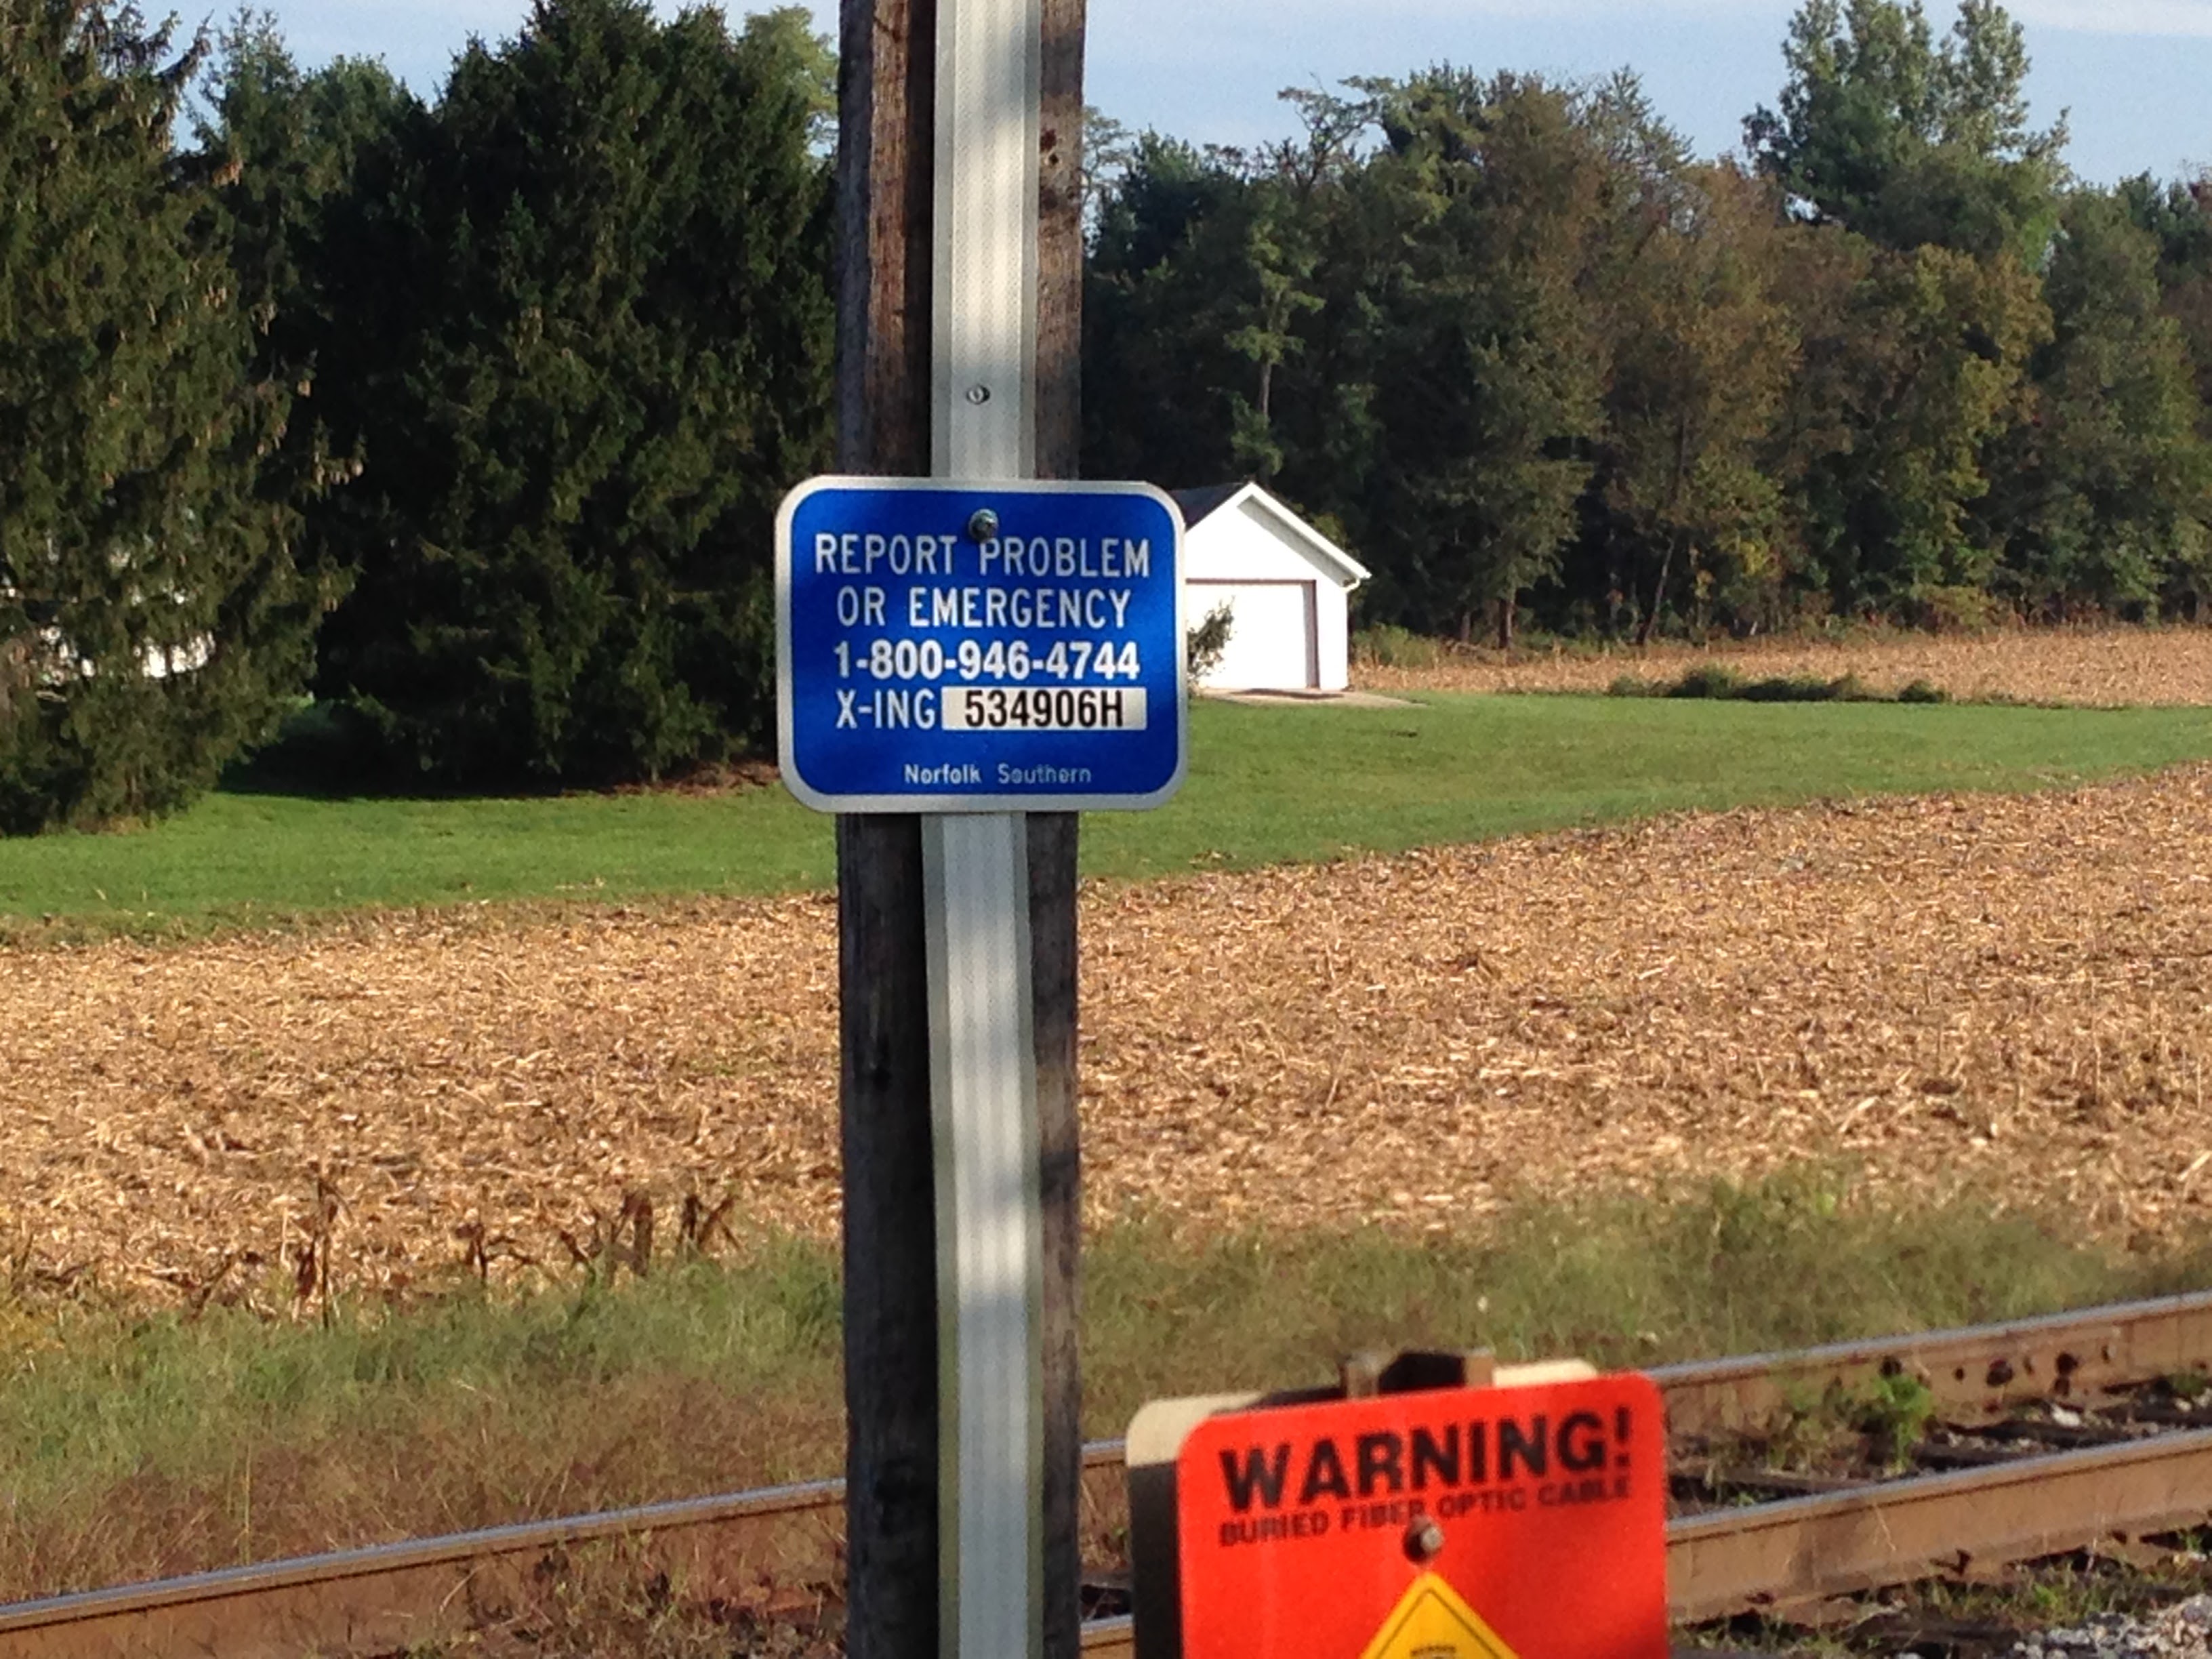 REPORT PROBLEM
OR EMERGENCY
1-800-946-4744
X-ING 534906H
Norfolk Southern
WARNING!
BURIED FIBER OPTIC CABLE